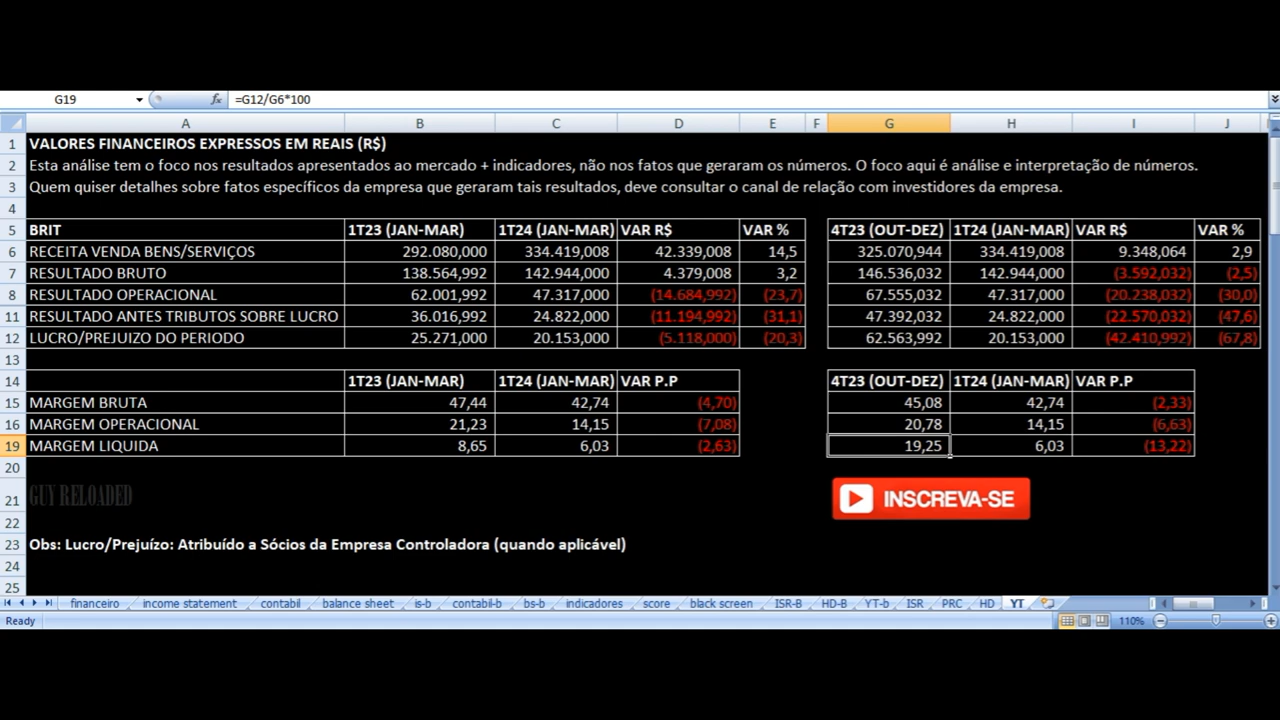 G19 fx =G12/G6*100
A B C D E F G H I J
1 VALORES FINANCEIROS EXPRESSOS EM REAIS (R$)
2 Esta análise tem o foco nos resultados apresentados ao mercado + indicadores, não nos fatos que geraram os números. O foco aqui é análise e interpretação de números.
3 Quem quiser detalhes sobre fatos específicos da empresa que geraram tais resultados, deve consultar o canal de relação com investidores da empresa.
4
5 BRIT 1T23 (JAN-MAR) 1T24 (JAN-MAR) VAR R$ VAR % 4T23 (OUT-DEZ) 1T24 (JAN-MAR) VAR R$ VAR %
6 RECEITA VENDA BENS/SERVIÇOS 292.080,000 334.419,008 42.339,008 14,5 325.070,944 334.419,008 9.348,064 2,9
7 RESULTADO BRUTO 138.564,992 142.944,000 4.379,008 3,2 146.536,032 142.944,000 (3.592,032) (2,5)
8 RESULTADO OPERACIONAL 62.001,992 47.317,000 (14.684,992) (23,7) 67.555,032 47.317,000 (20.238,032) (30,0)
11 RESULTADO ANTES TRIBUTOS SOBRE LUCRO 36.016,992 24.822,000 (11.194,992) (31,1) 47.392,032 24.822,000 (22.570,032) (47,6)
12 LUCRO/PREJUIZO DO PERIODO 25.271,000 20.153,000 (5.118,000) (20,3) 62.563,992 20.153,000 (42.410,992) (67,8)
13
14 1T23 (JAN-MAR) 1T24 (JAN-MAR) VAR P.P 4T23 (OUT-DEZ) 1T24 (JAN-MAR) VAR P.P
15 MARGEM BRUTA 47,44 42,74 (4,70) 45,08 42,74 (2,33)
16 MARGEM OPERACIONAL 21,23 14,15 (7,08) 20,78 14,15 (6,63)
19 MARGEM LIQUIDA 8,65 6,03 (2,63) 19,25 6,03 (13,22)
20
21 GUY RELOADED INSCREVA-SE
22
23 Obs: Lucro/Prejuízo: Atribuído a Sócios da Empresa Controladora (quando aplicável)
24
25
financeiro income statement contabil balance sheet is-b contabil-b bs-b indicadores score black screen ISR-B HD-B YT-b ISR PRC HD YT
Ready 110%